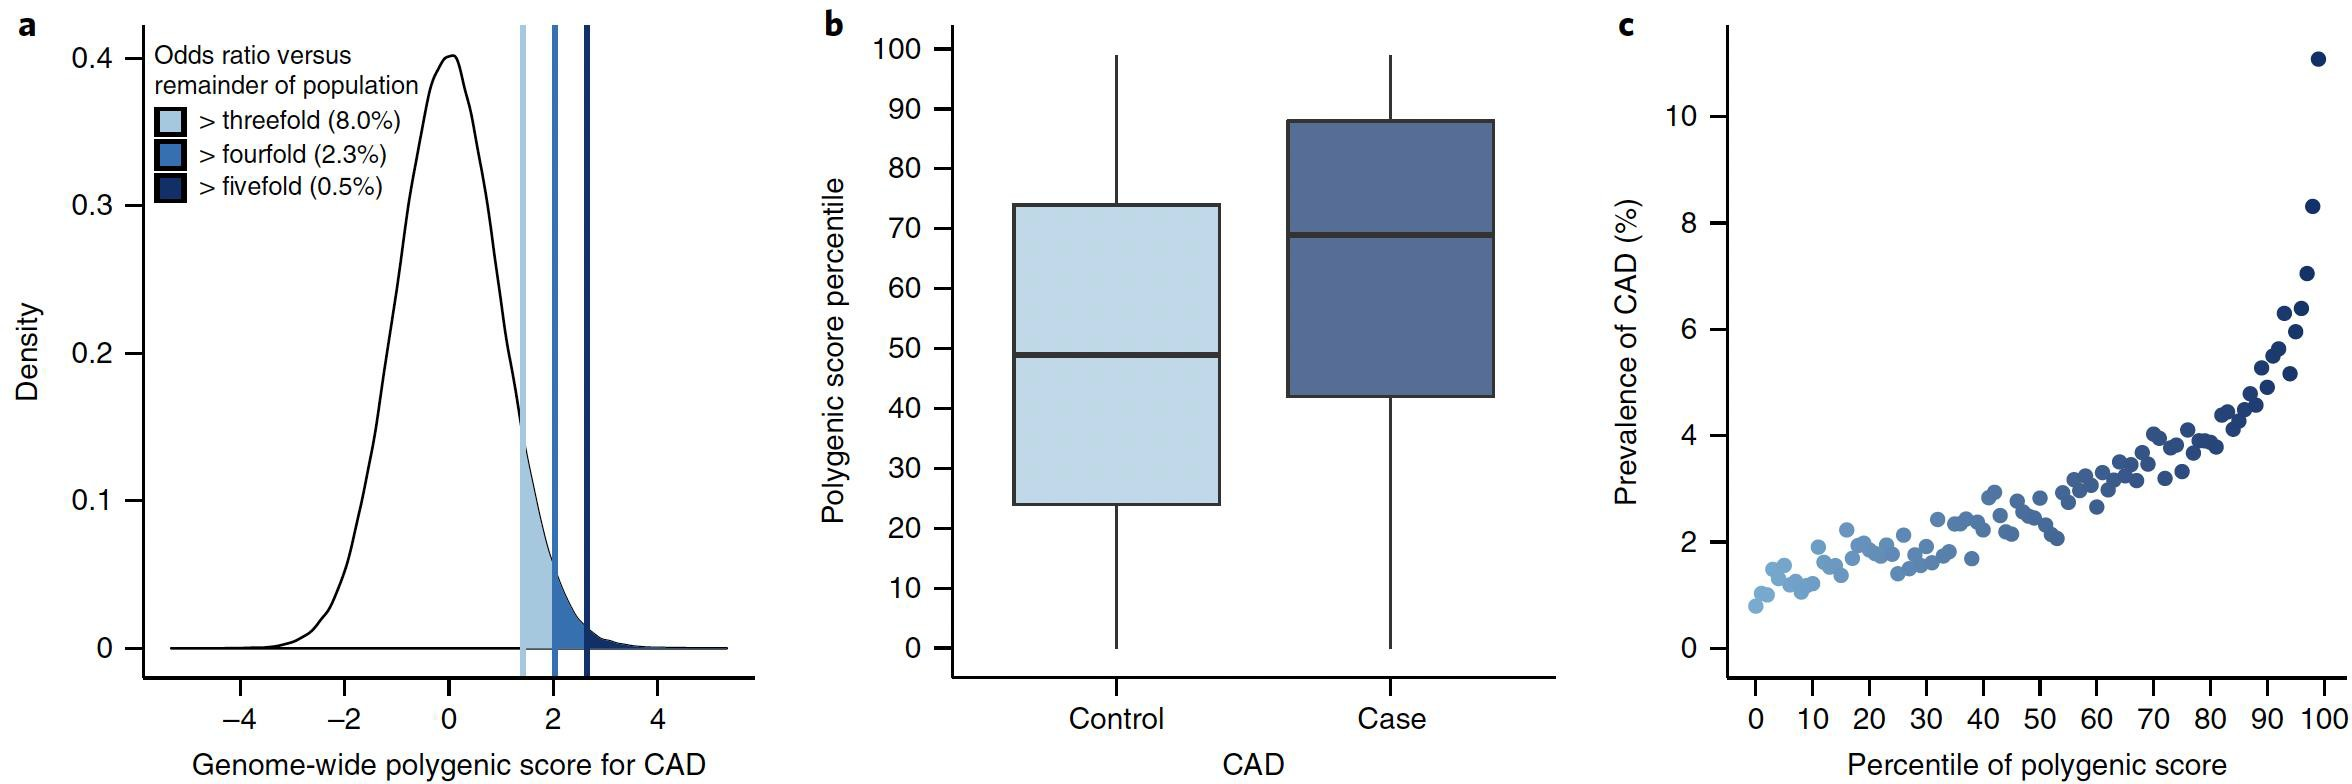 a
Odds ratio versus
remainder of population
> threefold (8.0%)
> fourfold (2.3%)
> fivefold (0.5%)
0.4
0.3
0.2
0.1
0
Density
–4 –2 0 2 4
Genome-wide polygenic score for CAD
b
100
90
80
70
60
50
40
30
20
10
0
Polygenic score percentile
Control Case
CAD
c
10
8
6
4
2
0
Prevalence of CAD (%)
0 10 20 30 40 50 60 70 80 90 100
Percentile of polygenic score